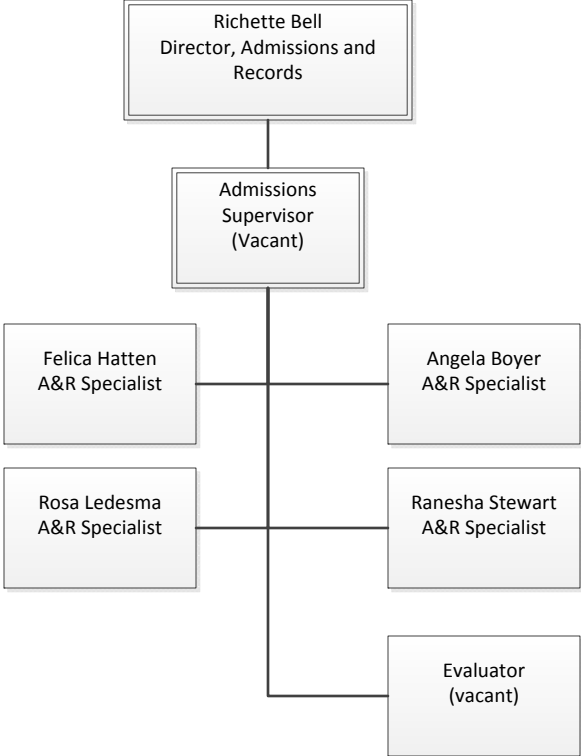 Richette Bell
Director, Admissions and
Records
Admissions
Supervisor
(Vacant)
Felica Hatten
A&R Specialist
Angela Boyer
A&R Specialist
Rosa Ledesma
A&R Specialist
Ranesha Stewart
A&R Specialist
Evaluator
(vacant)